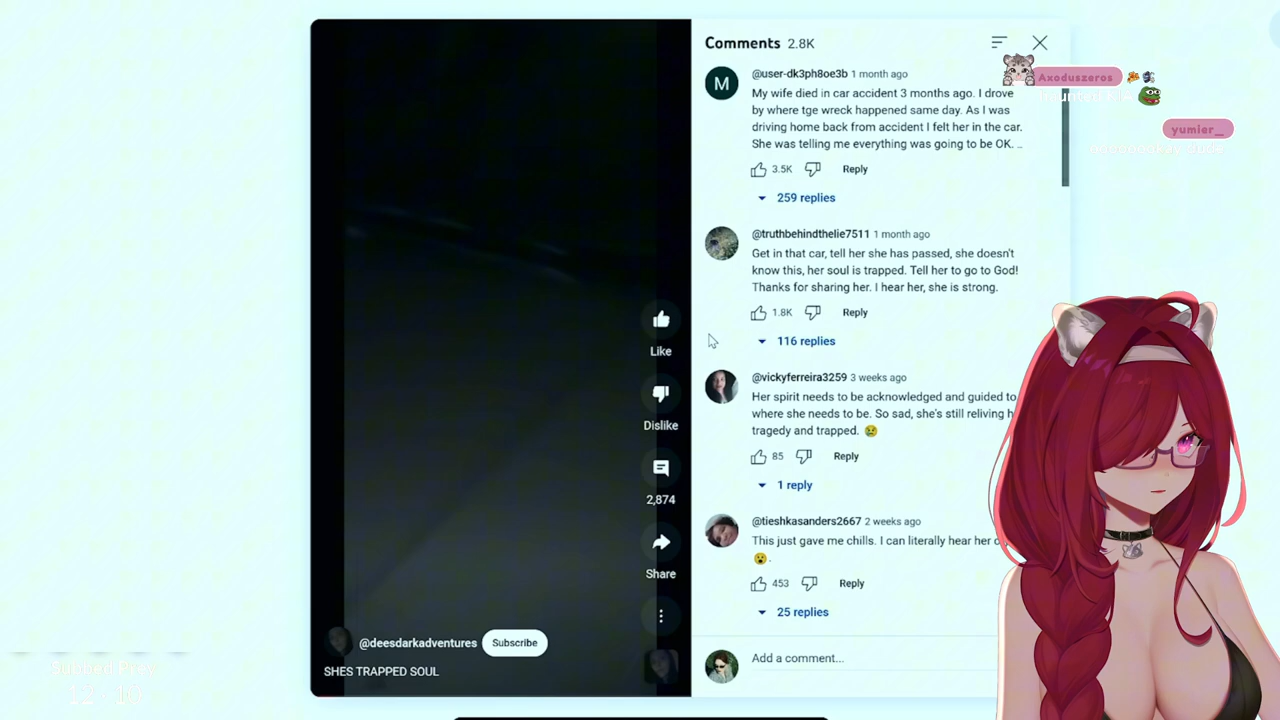 Comments 2.8K
M
@user-dk3ph8oe3b 1 month ago
My wife died in car accident 3 months ago. I drove
by where tge wreck happened same day. As I was
driving home back from accident I felt her in the car.
She was telling me everything was going to be OK. ..
3.5K Reply
259 replies
@truthbehindthelie7511 1 month ago
Get in that car, tell her she has passed, she doesn't
know this, her soul is trapped. Tell her to go to God!
Thanks for sharing her. I hear her, she is strong.
1.8K Reply
116 replies
@vickyferreira3259 3 weeks ago
Her spirit needs to be acknowledged and guided to
where she needs to be. So sad, she's still reliving h
tragedy and trapped. 😢
85 Reply
1 reply
@tieshkasanders2667 2 weeks ago
This just gave me chills. I can literally hear her
😮.
453 Reply
25 replies
Add a comment...
Like
Dislike
2,874
Share
@deesdarkadventures Subscribe
SHES TRAPPED SOUL
Axoduszeros
yumier_
12 10